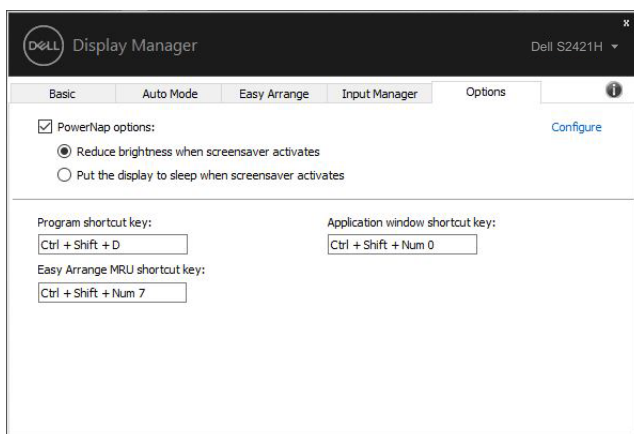 x
DELL Display Manager Dell S2421H
Basic Auto Mode Easy Arrange Input Manager Options i
PowerNap options: Configure
Reduce brightness when screensaver activates
Put the display to sleep when screensaver activates
Program shortcut key: Application window shortcut key:
Ctrl + Shift + D Ctrl + Shift + Num 0
Easy Arrange MRU shortcut key:
Ctrl + Shift + Num 7